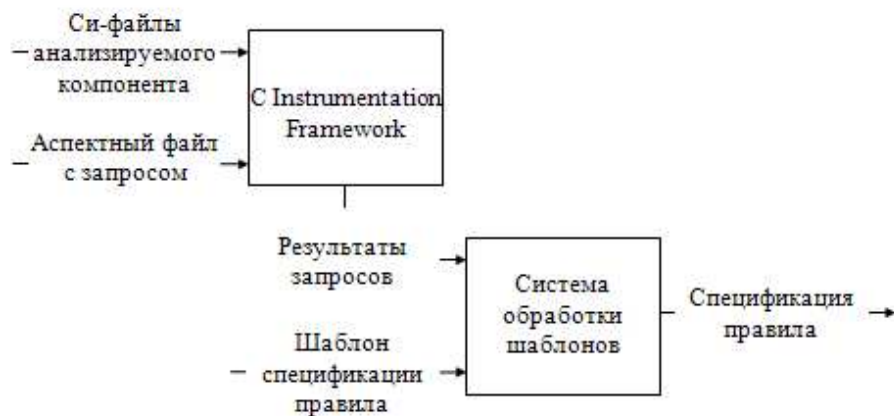 Си-файлы
анализируемого
компонента
C Instrumentation
Framework
Аспектный файл
с запросом
Результаты
запросов
Система
обработки
шаблонов
Спецификация
правила
Шаблон
спецификации
правила